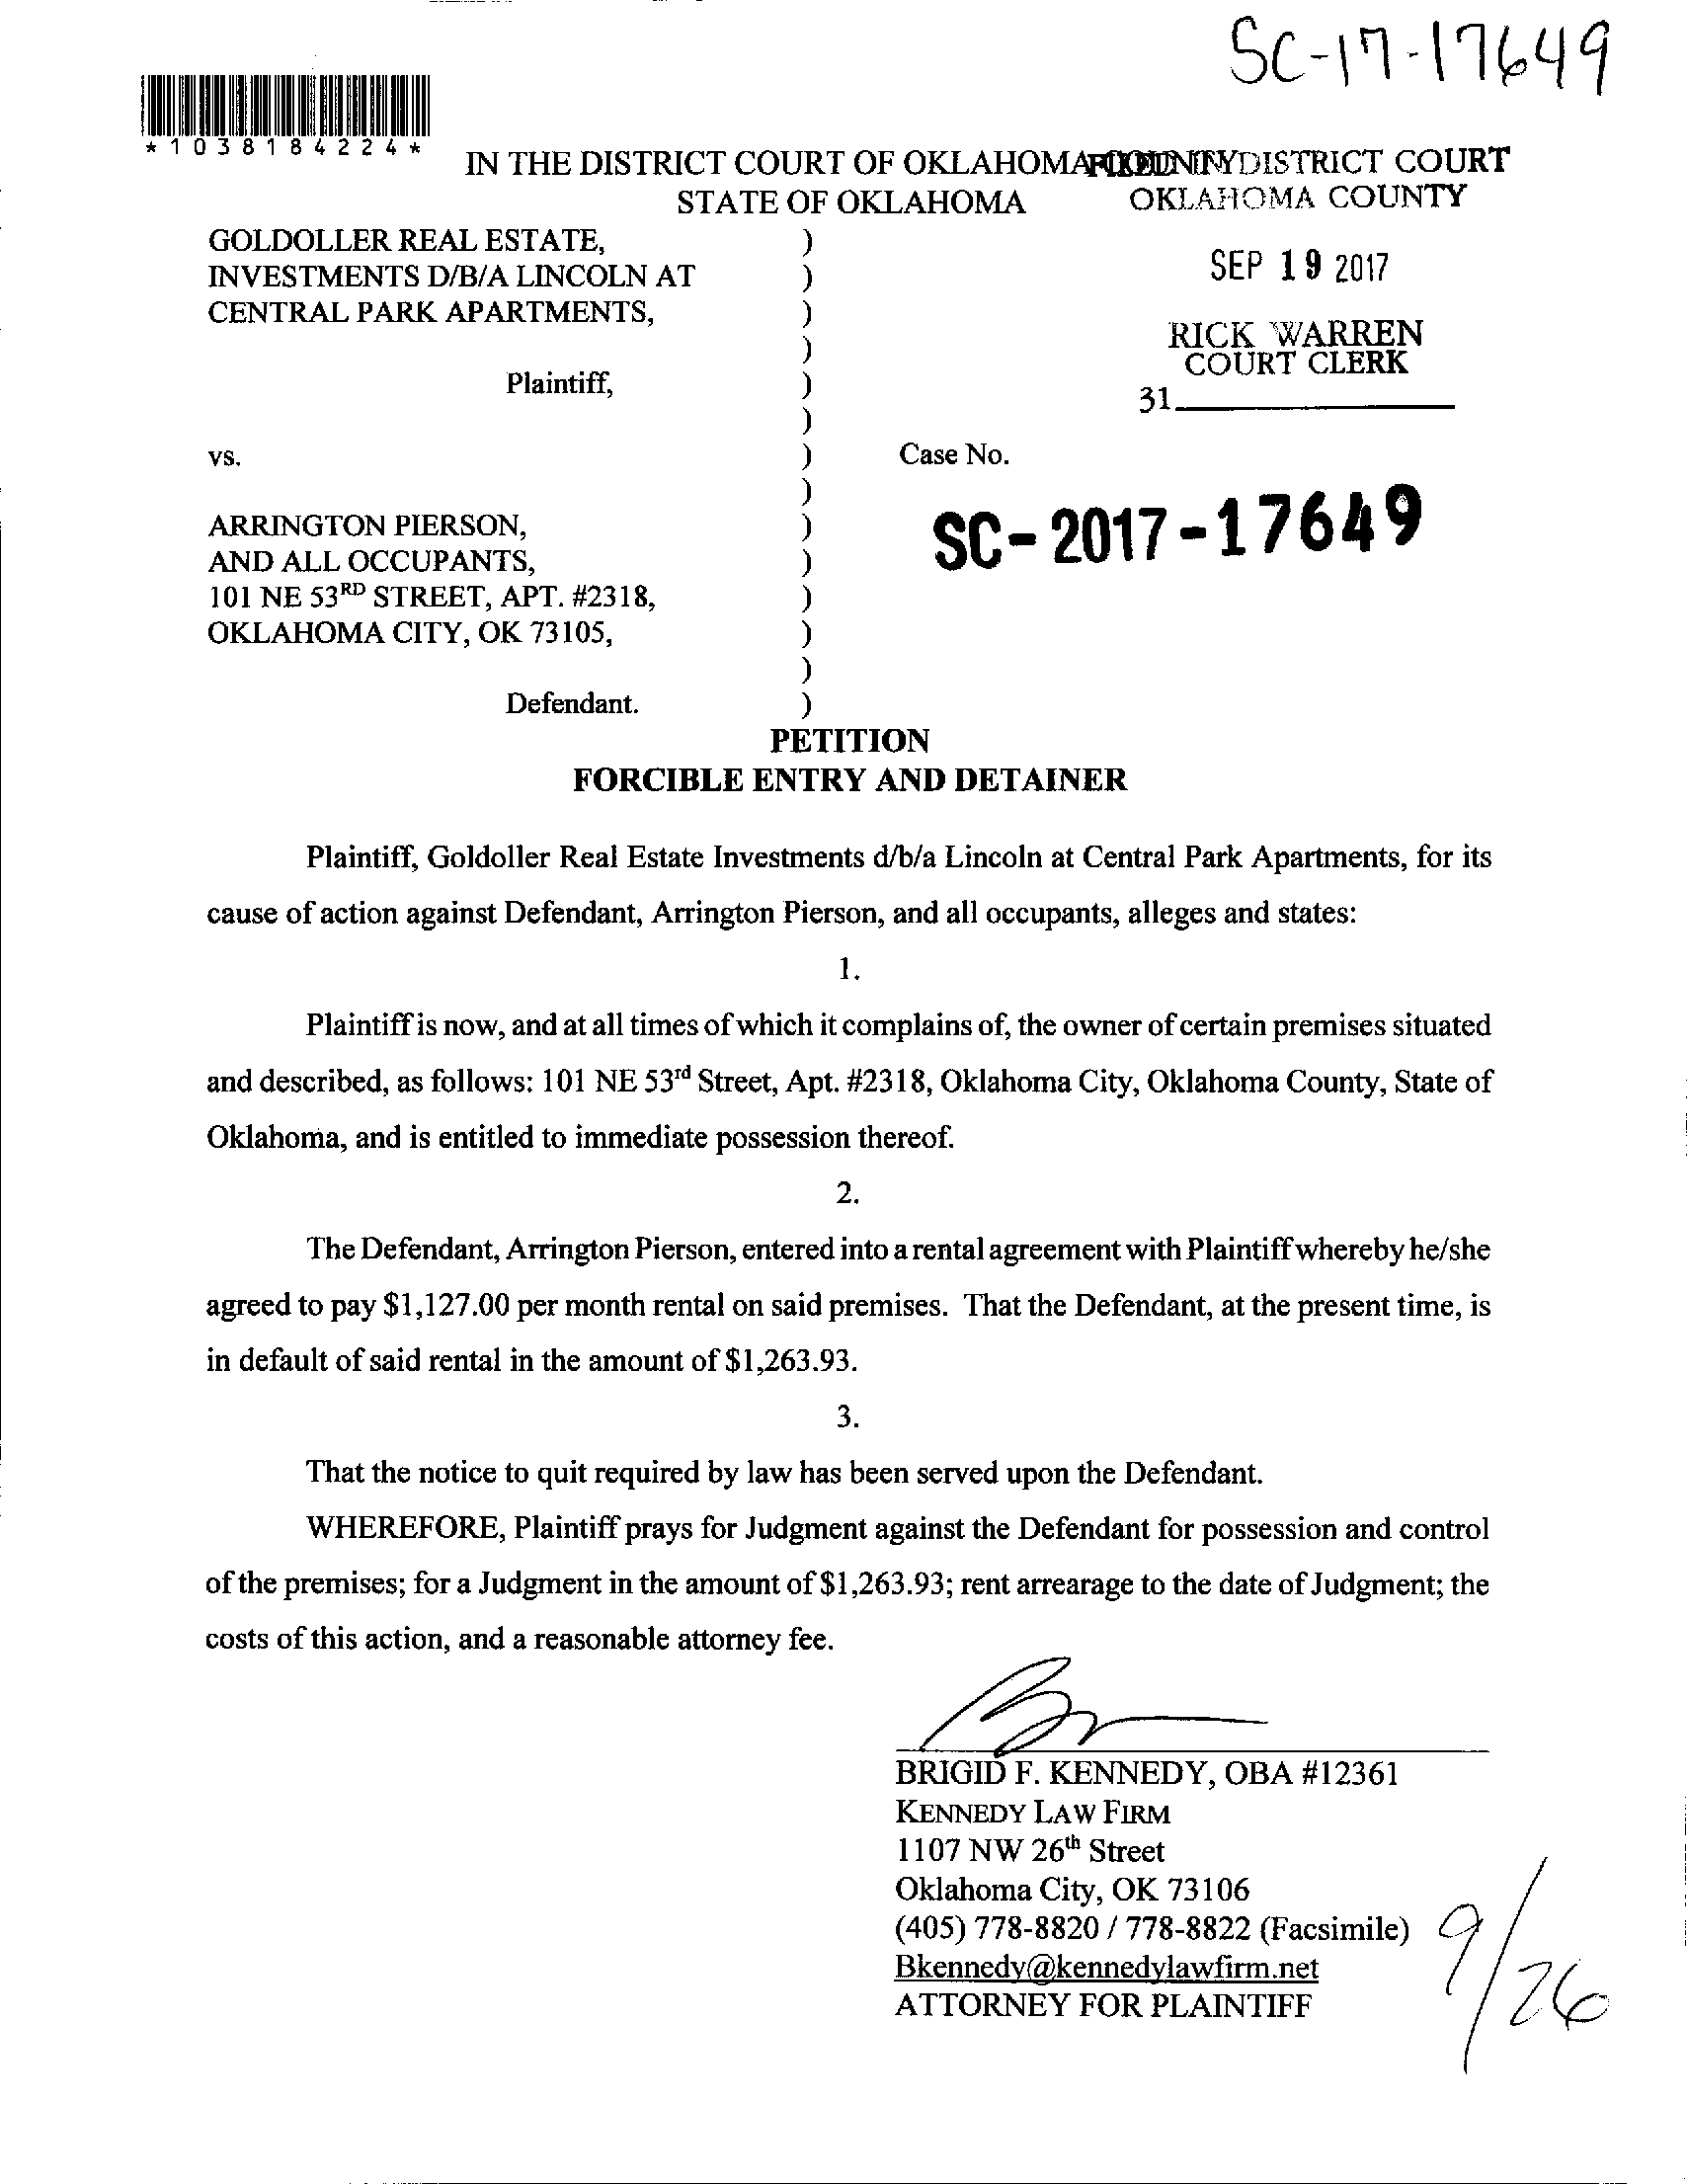 SC-17-17649
*1038184224*
IN THE DISTRICT COURT OF OKLAHOMA COUNTY
STATE OF OKLAHOMA
DISTRICT COURT
OKLAHOMA COUNTY
SEP 19 2017
RICK WARREN
COURT CLERK
31
GOLDOLLER REAL ESTATE, )
INVESTMENTS D/B/A LINCOLN AT )
CENTRAL PARK APARTMENTS, )
)
Plaintiff, )
)
vs. ) Case No.
)
SC-2017-17649
ARRINGTON PIERSON, )
AND ALL OCCUPANTS, )
101 NE 53RD STREET, APT. #2318, )
OKLAHOMA CITY, OK 73105, )
)
Defendant. )
PETITION
FORCIBLE ENTRY AND DETAINER
Plaintiff, Goldoller Real Estate Investments d/b/a Lincoln at Central Park Apartments, for its
cause of action against Defendant, Arrington Pierson, and all occupants, alleges and states:
1.
Plaintiff is now, and at all times of which it complains of, the owner of certain premises situated
and described, as follows: 101 NE 53rd Street, Apt. #2318, Oklahoma City, Oklahoma County, State of
Oklahoma, and is entitled to immediate possession thereof.
2.
The Defendant, Arrington Pierson, entered into a rental agreement with Plaintiff whereby he/she
agreed to pay $1,127.00 per month rental on said premises. That the Defendant, at the present time, is
in default of said rental in the amount of $1,263.93.
3.
That the notice to quit required by law has been served upon the Defendant.
WHEREFORE, Plaintiff prays for Judgment against the Defendant for possession and control
of the premises; for a Judgment in the amount of $1,263.93; rent arrearage to the date of Judgment; the
costs of this action, and a reasonable attorney fee.
BRIGID F. KENNEDY, OBA #12361
KENNEDY LAW FIRM
1107 NW 26th Street
Oklahoma City, OK 73106
(405) 778-8820 / 778-8822 (Facsimile)
Bkennedy@kennedylawfirm.net
ATTORNEY FOR PLAINTIFF
9/26